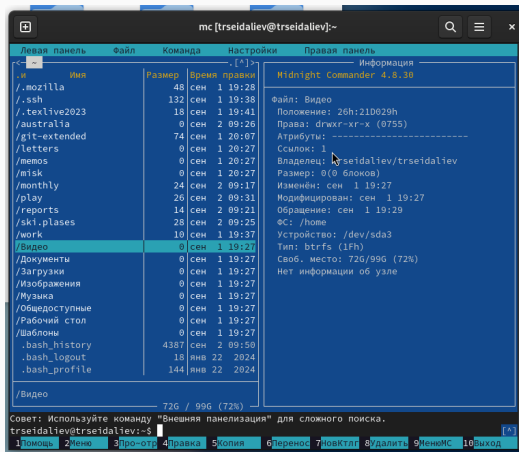 mc [trseidaliev@trseidaliev]:~
Левая панель Файл Команда Настройки Правая панель
<─ ~ .[^]>
.и Имя Размер Время правки
/.mozilla 48 сен 1 19:28
/.ssh 132 сен 1 19:38
/.texlive2023 18 сен 1 19:41
/australia 0 сен 2 09:26
/git-extended 74 сен 1 20:07
/letters 0 сен 1 20:27
/memos 0 сен 1 20:27
/misk 0 сен 1 20:27
/monthly 24 сен 2 09:17
/play 26 сен 2 09:31
/reports 14 сен 2 09:21
/ski.plases 28 сен 2 09:25
/work 10 сен 1 19:37
/Видео 0 сен 1 19:27
/Документы 0 сен 1 19:27
/Загрузки 0 сен 1 19:27
/Изображения 0 сен 1 19:27
/Музыка 0 сен 1 19:27
/Общедоступные 0 сен 1 19:27
/Рабочий стол 0 сен 1 19:27
/Шаблоны 0 сен 1 19:27
.bash_history 4387 сен 2 09:50
.bash_logout 18 янв 22 2024
.bash_profile 144 янв 22 2024
/Видео
72G / 99G (72%)
Информация
Midnight Commander 4.8.30
Файл: Видео
Положение: 26h:21D029h
Права: drwxr-xr-x (0755)
Атрибуты: -------------------------
Ссылок: 1
Владелец: trseidaliev/trseidaliev
Размер: 0(0 блоков)
Изменён: сен 1 19:27
Модифицирован: сен 1 19:27
Обращение: сен 1 19:29
ФС: /home
Устройство: /dev/sda3
Тип: btrfs (1Fh)
Своб. место: 72G/99G (72%)
Нет информации об узле
Совет: Используйте команду "Внешняя панелизация" для сложного поиска.
trseidaliev@trseidaliev:~$ [^]
1Помощь 2Меню 3Про~отр 4Правка 5Копия 6Перенос 7НовКтлг 8Удалить 9МенюMC 10Выход